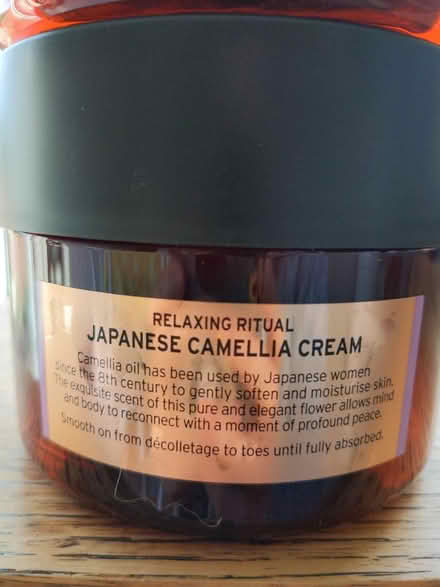 RELAXING RITUAL
JAPANESE CAMELLIA CREAM
Camellia oil has been used by Japanese women
since the 8th century to gently soften and moisturise skin.
The exquisite scent of this pure and elegant flower allows mind
and body to reconnect with a moment of profound peace.
Smooth on from décolletage to toes until fully absorbed.